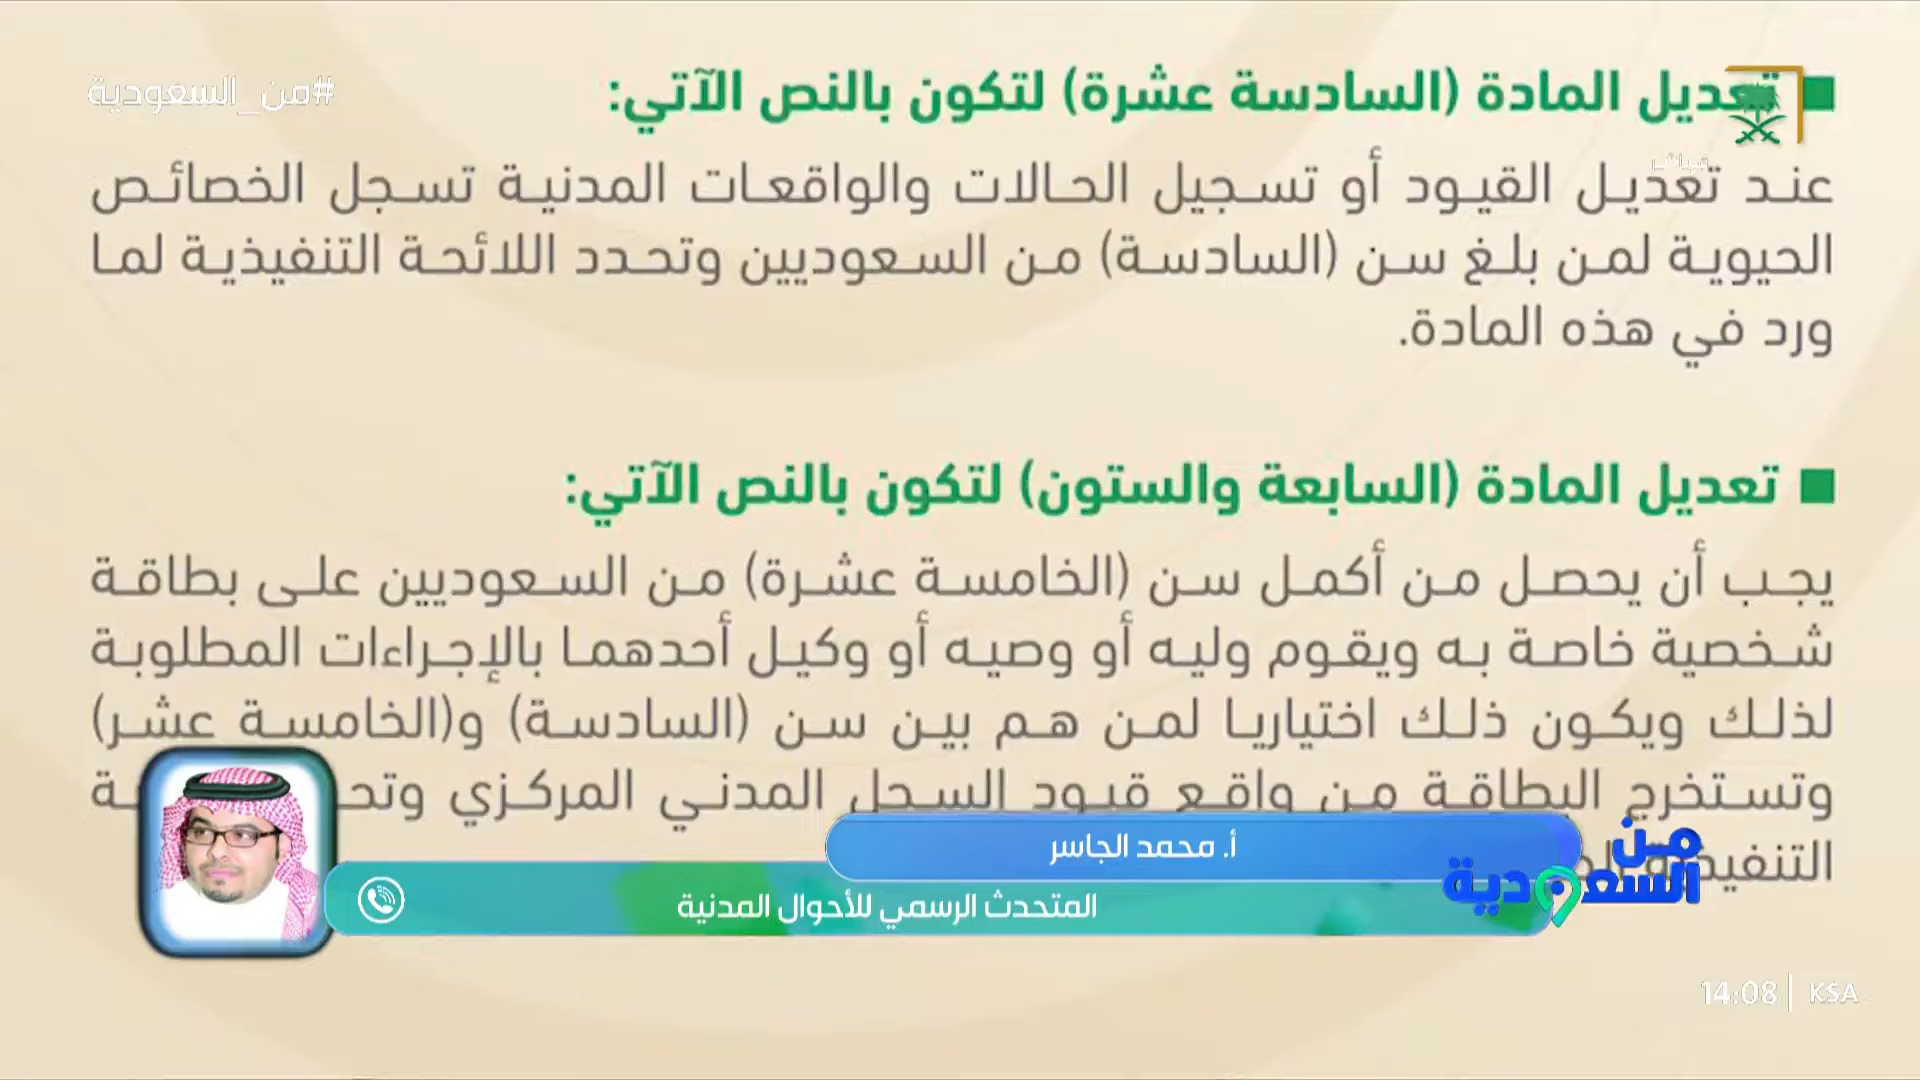 #من_السعودية
تعديل المادة (السادسة عشرة) لتكون بالنص الآتي:
مباشر
عند تعديل القيود أو تسجيل الحالات والواقعات المدنية تسجل الخصائص
الحيوية لمن بلغ سن (السادسة) من السعوديين وتحدد اللائحة التنفيذية لما
ورد في هذه المادة.
تعديل المادة (السابعة والستون) لتكون بالنص الآتي:
يجب أن يحصل من أكمل سن (الخامسة عشرة) من السعوديين على بطاقة
شخصية خاصة به ويقوم وليه أو وصيه أو وكيل أحدهما بالإجراءات المطلوبة
لذلك ويكون ذلك اختياريا لمن هم بين سن (السادسة) و(الخامسة عشر)
وتستخرج البطاقة من واقع قيود السجل المدني المركزي
أ. محمد الجاسر
المتحدث الرسمي للأحوال المدنية
من
السعودية
14:08 | KSA